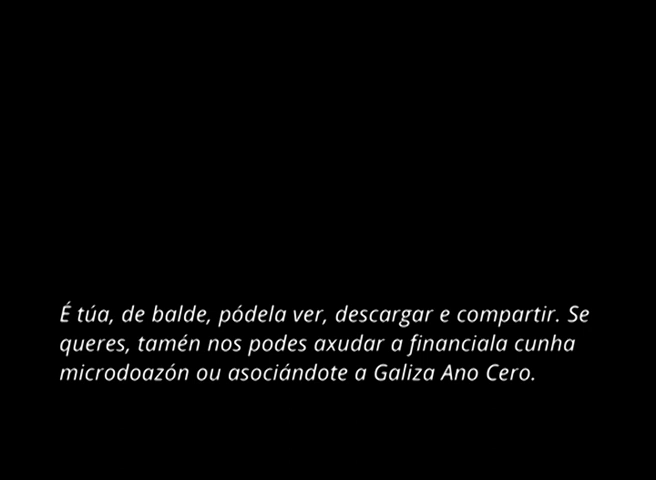 É túa, de balde, pódela ver, descargar e compartir. Se
queres, tamén nos podes axudar a financiala cunha
microdoazón ou asociándote a Galiza Ano Cero.